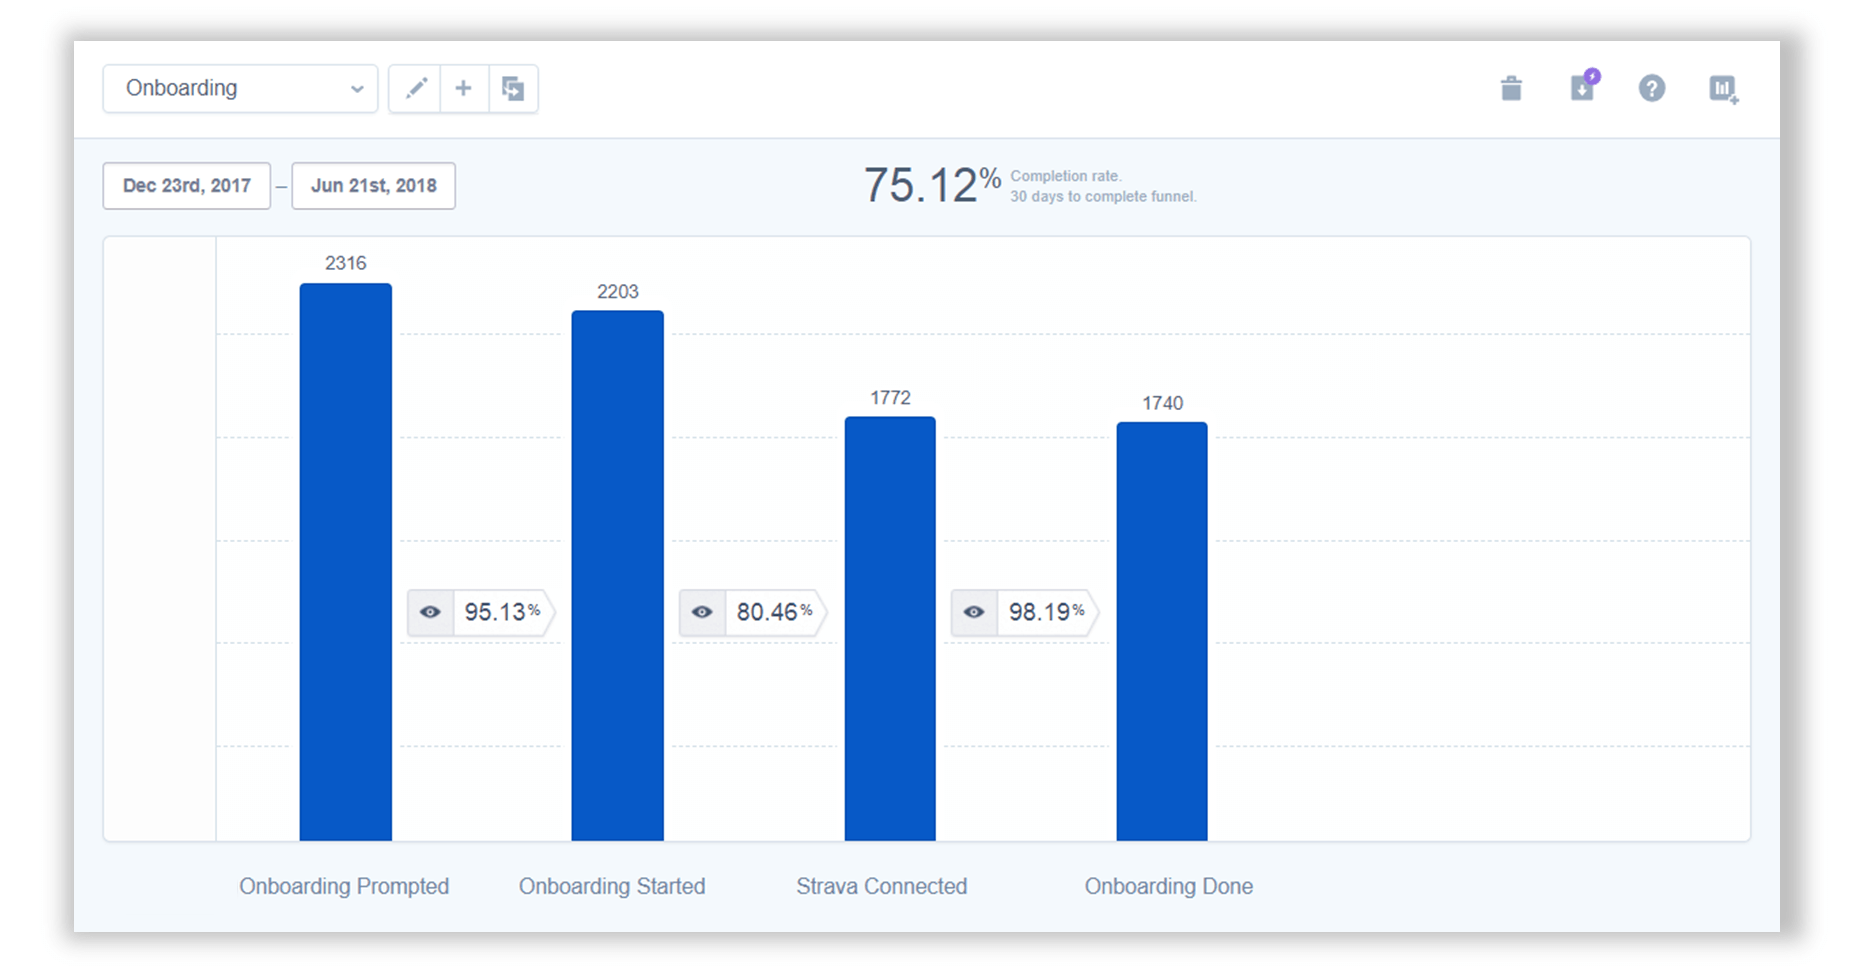 Onboarding
Dec 23rd, 2017 – Jun 21st, 2018
75.12% Completion rate.
30 days to complete funnel.
2316
2203
1772
1740
95.13% 80.46% 98.19%
Onboarding Prompted Onboarding Started Strava Connected Onboarding Done